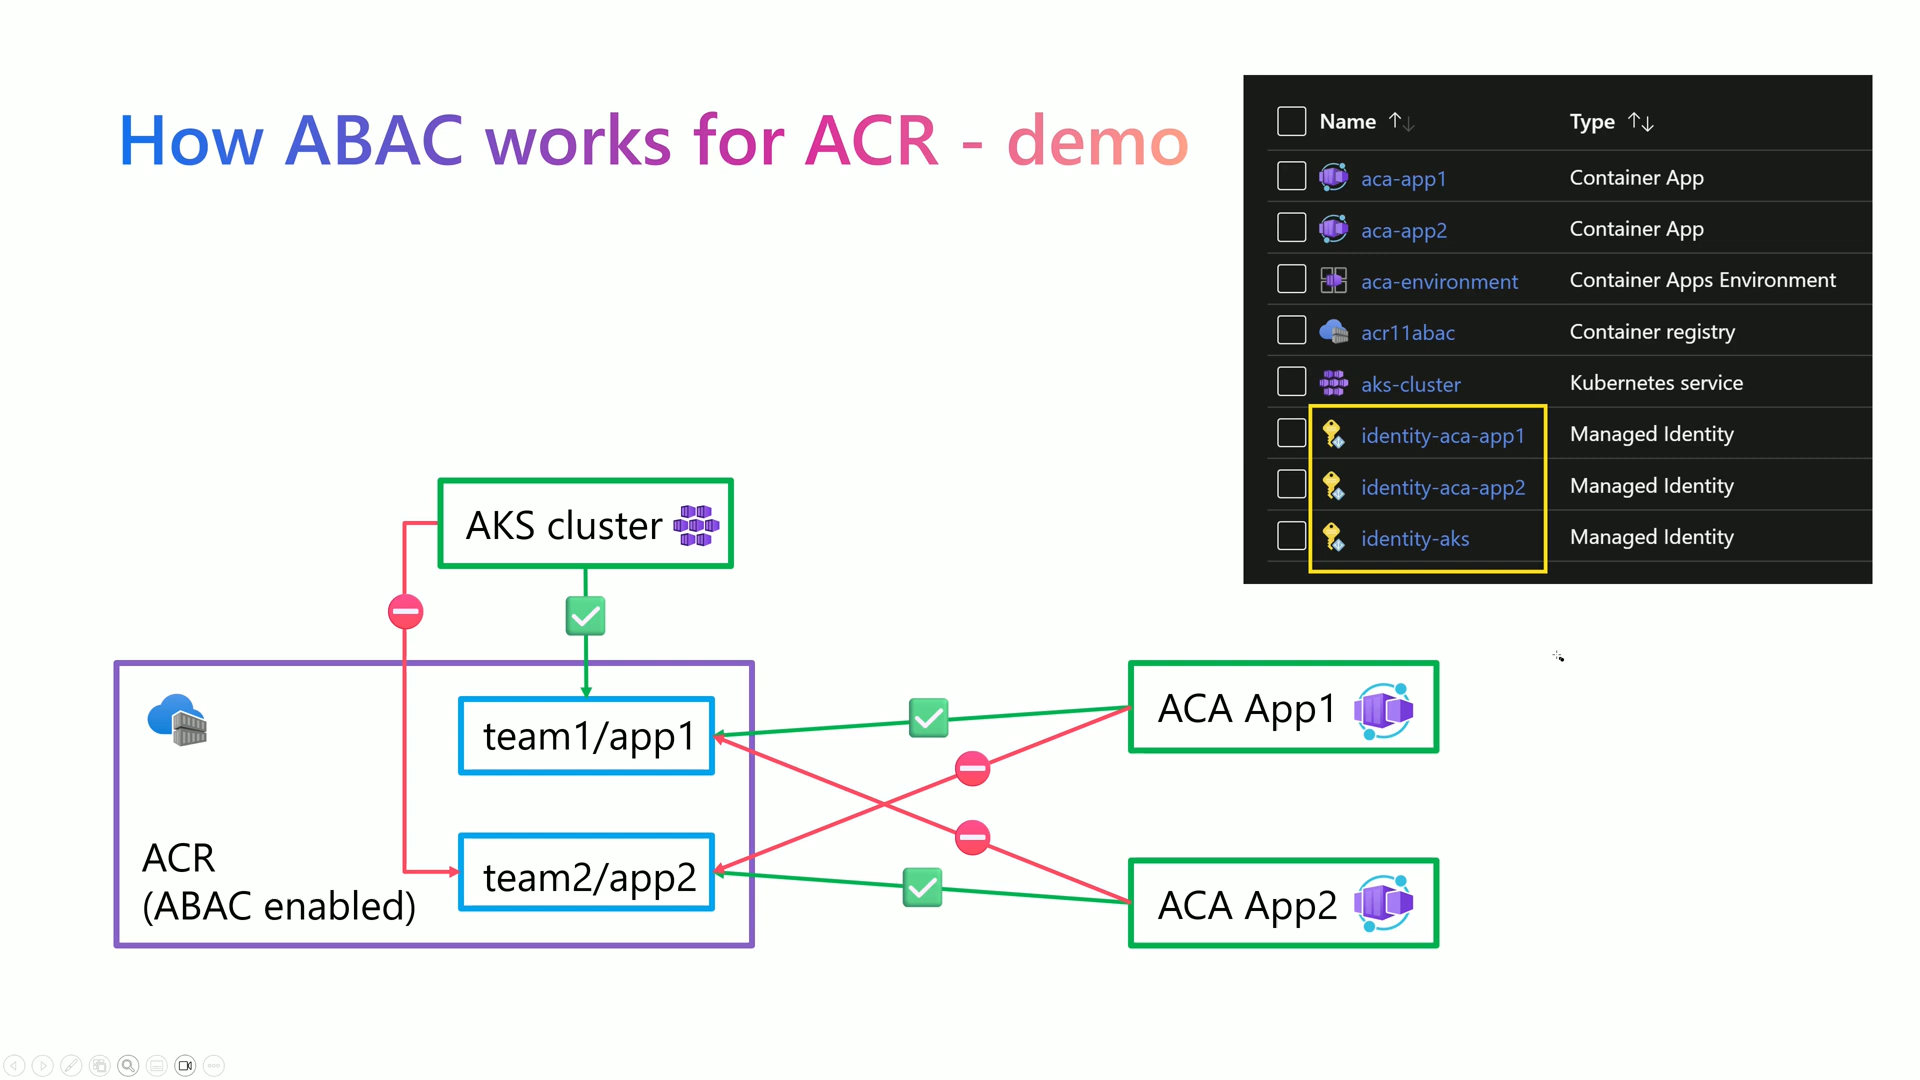 How ABAC works for ACR - demo
Name Type
aca-app1 Container App
aca-app2 Container App
aca-environment Container Apps Environment
acr11abac Container registry
aks-cluster Kubernetes service
identity-aca-app1 Managed Identity
identity-aca-app2 Managed Identity
identity-aks Managed Identity
AKS cluster
team1/app1
team2/app2
ACR
(ABAC enabled)
ACA App1
ACA App2